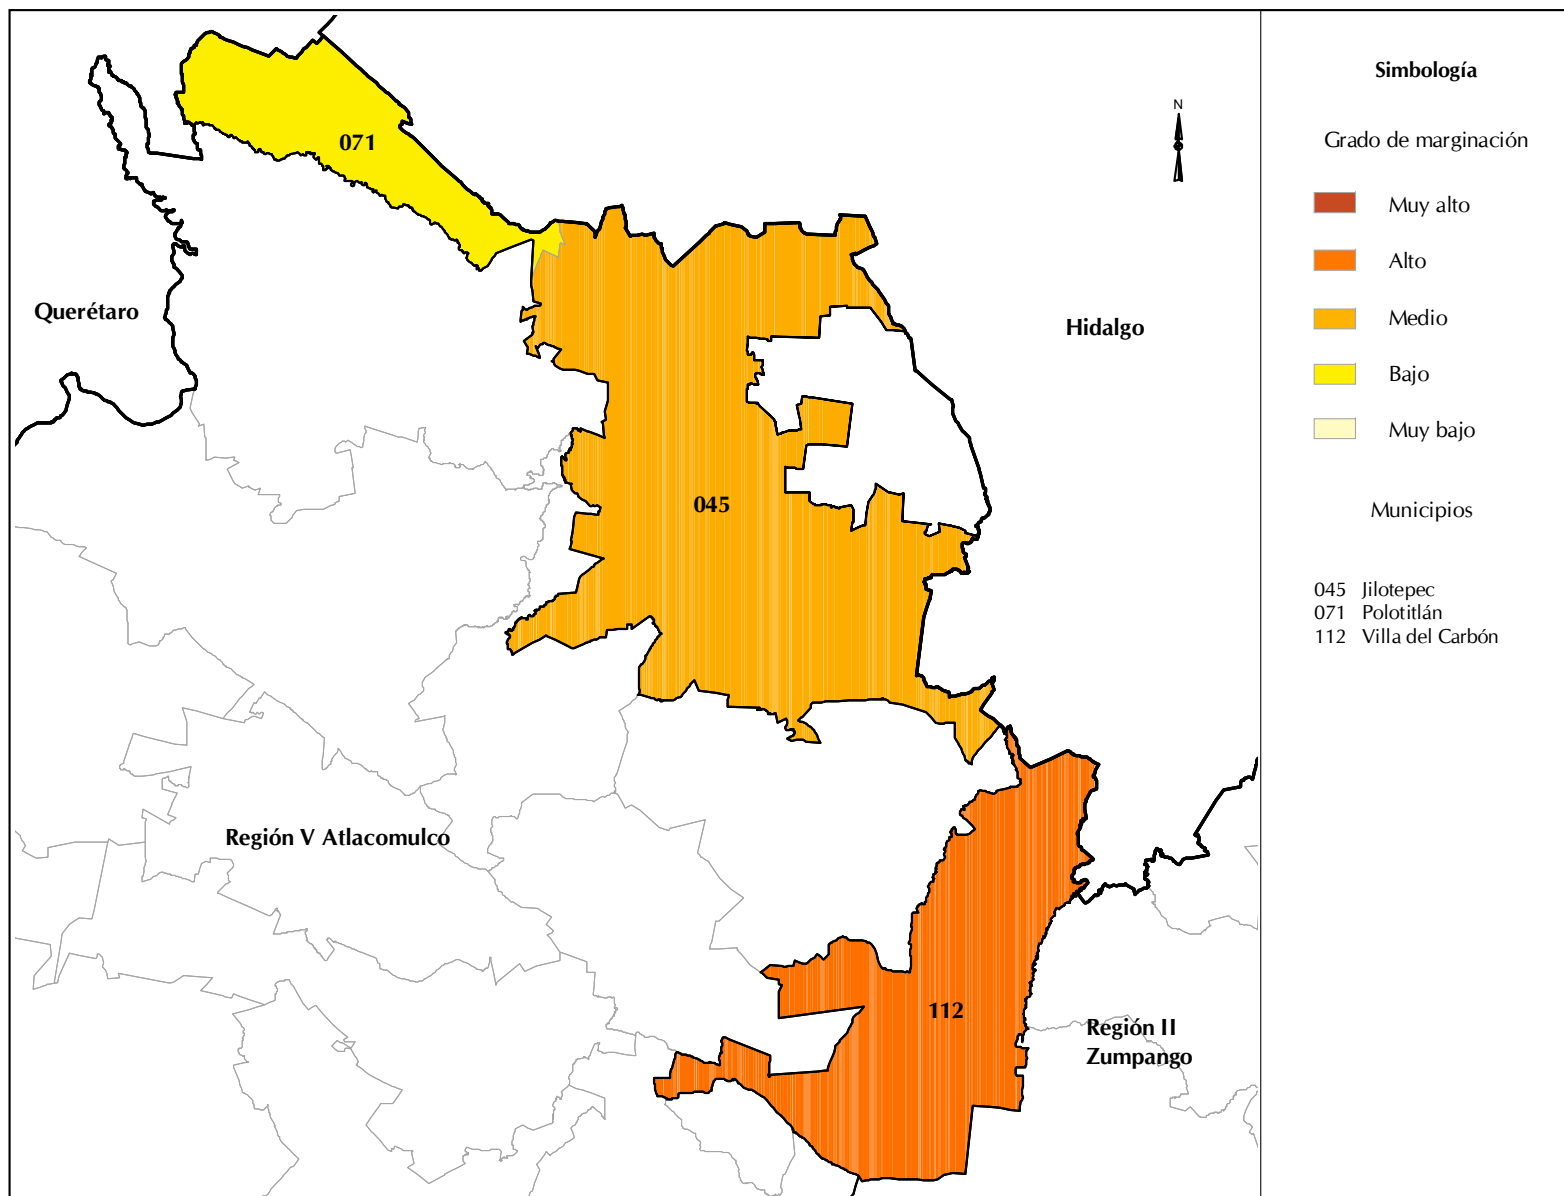 071
Querétaro
Hidalgo
045
Región V Atlacomulco
112
Región II
Zumpango
N
Simbología
Grado de marginación
Muy alto
Alto
Medio
Bajo
Muy bajo
Municipios
045 Jilotepec
071 Polotitlán
112 Villa del Carbón